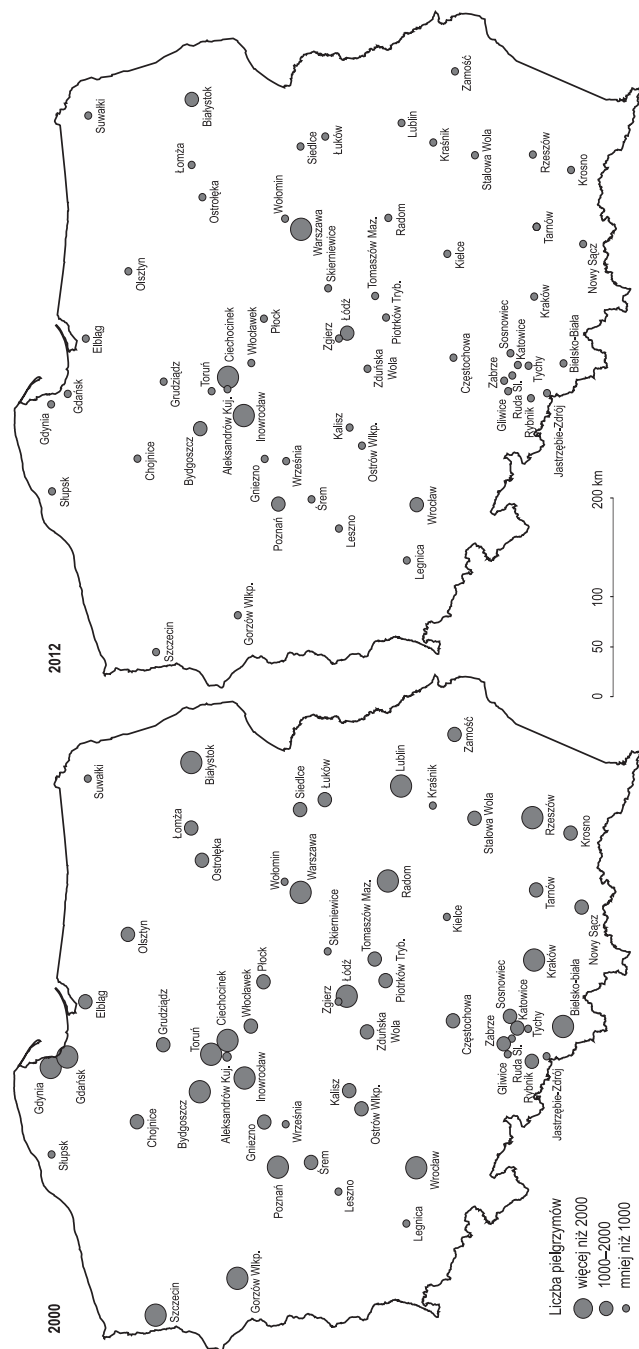 2000
Słupsk
Gdynia
Gdańsk
Elbląg
Suwałki
Szczecin
Chojnice
Grudziądz
Olsztyn
Łomża
Białystok
Ostrołęka
Bydgoszcz
Toruń
Gorzów Wlkp.
Aleksandrów Kuj.
Ciechocinek
Inowrocław
Włocławek
Płock
Gniezno
Września
Poznań
Wołomin
Warszawa
Siedlce
Śrem
Skierniewice
Łuków
Leszno
Zgierz
Łódź
Kalisz
Ostrów Wlkp.
Zduńska
Wola
Tomaszów Maz.
Piotrków Tryb.
Radom
Lublin
Legnica
Wrocław
Kraśnik
Kielce
Częstochowa
Stalowa Wola
Zamość
Zabrze
Sosnowiec
Gliwice
Katowice
Ruda Śl.
Tychy
Rybnik
Jastrzębie-Zdrój
Bielsko-biała
Kraków
Tarnów
Rzeszów
Nowy Sącz
Krosno
Liczba pielgrzymów
więcej niż 2000
1000–2000
mniej niż 1000
2012
Słupsk
Gdynia
Gdańsk
Elbląg
Suwałki
Szczecin
Chojnice
Grudziądz
Olsztyn
Łomża
Białystok
Ostrołęka
Bydgoszcz
Toruń
Gorzów Wlkp.
Aleksandrów Kuj.
Ciechocinek
Inowrocław
Włocławek
Płock
Gniezno
Września
Poznań
Wołomin
Warszawa
Siedlce
Śrem
Skierniewice
Łuków
Leszno
Zgierz
Łódź
Kalisz
Ostrów Wlkp.
Zduńska
Wola
Tomaszów Maz.
Piotrków Tryb.
Radom
Lublin
Legnica
Wrocław
Kraśnik
Kielce
Częstochowa
Stalowa Wola
Zamość
Zabrze
Sosnowiec
Gliwice
Katowice
Ruda Śl.
Tychy
Rybnik
Jastrzębie-Zdrój
Bielsko-Biała
Kraków
Tarnów
Rzeszów
Nowy Sącz
Krosno
0 50 100 200 km